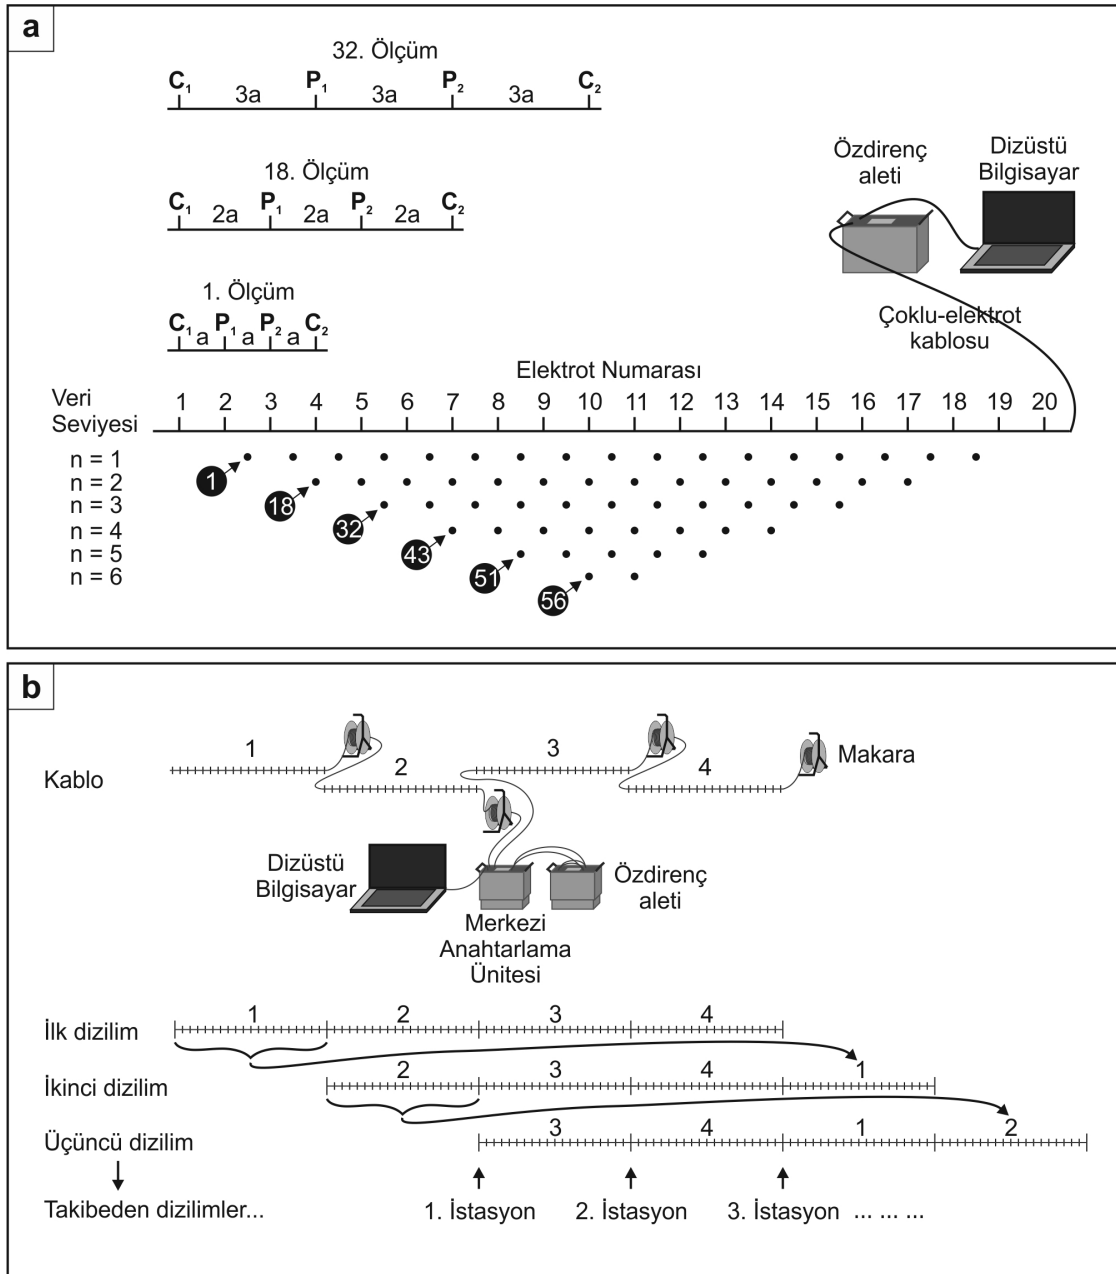 a
32. Ölçüm
C1 P1 P2 C2
3a 3a 3a
18. Ölçüm
C1 P1 P2 C2
2a 2a 2a
1. Ölçüm
C1 P1 P2 C2
a a a
Özdirenç
aleti
Dizüstü
Bilgisayar
Çoklu-elektrot
kablosu
Elektrot Numarası
Veri
Seviyesi
1 2 3 4 5 6 7 8 9 10 11 12 13 14 15 16 17 18 19 20
n = 1
n = 2
n = 3
n = 4
n = 5
n = 6
1
18
32
43
51
56
b
Kablo
1 2 3 4
Makara
Dizüstü
Bilgisayar
Merkezi
Anahtarlama
Ünitesi
Özdirenç
aleti
İlk dizilim
1 2 3 4
İkinci dizilim
2 3 4 1
Üçüncü dizilim
3 4 1 2
Takibeden dizilimler...
1. İstasyon 2. İstasyon 3. İstasyon ... ... ...